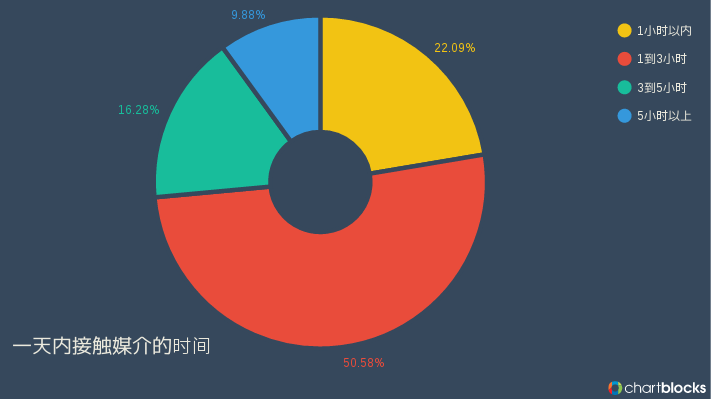 9.88%
22.09%
16.28%
50.58%
1小时以内
1到3小时
3到5小时
5小时以上
一天内接触媒介的时间
chartblocks